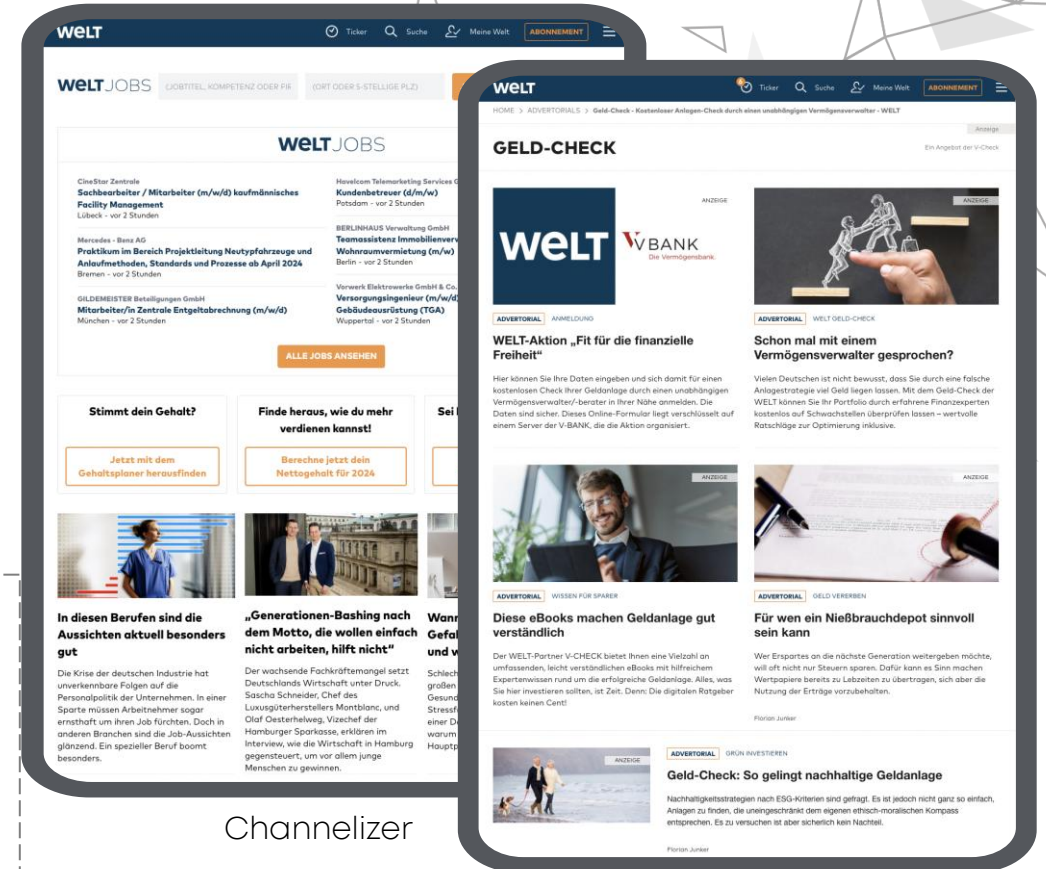 WELT
Ticker
Suche
Meine Welt
ABONNEMENT
WELTJOBS
(JOBTITEL, KOMPETENZ ODER FIR
(ORT ODER 5-STELLIGE PLZ)
WELTJOBS
CineStar Zentrale
Sachbearbeiter / Mitarbeiter (m/w/d) kaufmännisches
Facility Management
Lübeck - vor 2 Stunden
Mercedes - Benz AG
Praktikum im Bereich Projektleitung Neutypfahrzeuge und
Anlaufmethoden, Standards und Prozesse ab April 2024
Bremen - vor 2 Stunden
GILDEMEISTER Beteiligungen GmbH
Mitarbeiter/in Zentrale Entgeltabrechnung (m/w/d)
München - vor 2 Stunden
Havelcom Telemarketing Services G
Kundenbetreuer (d/m/w)
Potsdam - vor 2 Stunden
BERLINHAUS Verwaltung GmbH
Teamassistenz Immobilienverv
Wohnraumvermietung (m/w)
Berlin - vor 2 Stunden
Vorwerk Elektrowerke GmbH & Co.
Versorgungsingenieur (m/w/d)
Gebäudeausrüstung (TGA)
Wuppertal - vor 2 Stunden
ALLE JOBS ANSEHEN
Stimmt dein Gehalt?
Jetzt mit dem
Gehaltsplaner herausfinden
Finde heraus, wie du mehr
verdienen kannst!
Berechne jetzt dein
Nettogehalt für 2024
Sei
In diesen Berufen sind die
Aussichten aktuell besonders
gut
Die Krise der deutschen Industrie hat
unverkennbare Folgen auf die
Personalpolitik der Unternehmen. In einer
Sparte müssen Arbeitnehmer sogar
ernsthaft um ihren Job fürchten. Doch in
anderen Branchen sind die Job-Aussichten
glänzend. Ein spezieller Beruf boomt
besonders.
„Generationen-Bashing nach
dem Motto, die wollen einfach
nicht arbeiten, hilft nicht“
Der wachsende Fachkräftemangel setzt
Deutschlands Wirtschaft unter Druck.
Sascha Schneider, Chef des
Luxusgüterherstellers Montblanc, und
Olaf Oesterhelweg, Vizechef der
Hamburger Sparkasse, erklären im
Interview, wie die Wirtschaft in Hamburg
gegensteuert, um vor allem junge
Menschen zu gewinnen.
Wann
Gefal
und w
Schlech
großen
Gesund
Stressf
einer De
warum
Hauptp
Channelizer
WELT
Ticker
Suche
Meine Welt
ABONNEMENT
HOME > ADVERTORIALS > Geld-Check - Kostenloser Anlagen-Check durch einen unabhängigen Vermögensverwalter - WELT
Anzeige
GELD-CHECK
Ein Angebot der V-Check
WELT
VBANK
Die Vermögensbank.
ANZEIGE
ADVERTORIAL ANMELDUNG
WELT-Aktion „Fit für die finanzielle
Freiheit“
Hier können Sie Ihre Daten eingeben und sich damit für einen
kostenlosen Check Ihrer Geldanlage durch einen unabhängigen
Vermögensverwalter/-berater in Ihrer Nähe anmelden. Die
Daten sind sicher. Dieses Online-Formular liegt verschlüsselt auf
einem Server der V-BANK, die die Aktion organisiert.
ANZEIGE
ADVERTORIAL WELT GELD-CHECK
Schon mal mit einem
Vermögensverwalter gesprochen?
Vielen Deutschen ist nicht bewusst, dass Sie durch eine falsche
Anlagestrategie viel Geld liegen lassen. Mit dem Geld-Check der
WELT können Sie Ihr Portfolio durch erfahrene Finanzexperten
kostenlos auf Schwachstellen überprüfen lassen – wertvolle
Ratschläge zur Optimierung inklusive.
ANZEIGE
ADVERTORIAL WISSEN FÜR SPARER
Diese eBooks machen Geldanlage gut
verständlich
Der WELT-Partner V-CHECK bietet Ihnen eine Vielzahl an
umfassenden, leicht verständlichen eBooks mit hilfreichem
Expertenwissen rund um die erfolgreiche Geldanlage. Alles, was
Sie hier investieren sollten, ist Zeit. Denn: Die digitalen Ratgeber
kosten keinen Cent!
ANZEIGE
ADVERTORIAL GELD VERERBEN
Für wen ein Nießbrauchdepot sinnvoll
sein kann
Wer Erspartes an die nächste Generation weitergeben möchte,
will oft nicht nur Steuern sparen. Dafür kann es Sinn machen
Wertpapiere bereits zu Lebzeiten zu übertragen, sich aber die
Nutzung der Erträge vorzubehalten.
Florian Junker
ANZEIGE
ADVERTORIAL GRÜN INVESTIEREN
Geld-Check: So gelingt nachhaltige Geldanlage
Nachhaltigkeitsstrategien nach ESG-Kriterien sind gefragt. Es ist jedoch nicht ganz so einfach,
Anlagen zu finden, die uneingeschränkt dem eigenen ethisch-moralischen Kompass
entsprechen. Es zu versuchen ist aber sicherlich kein Nachteil.
Florian Junker